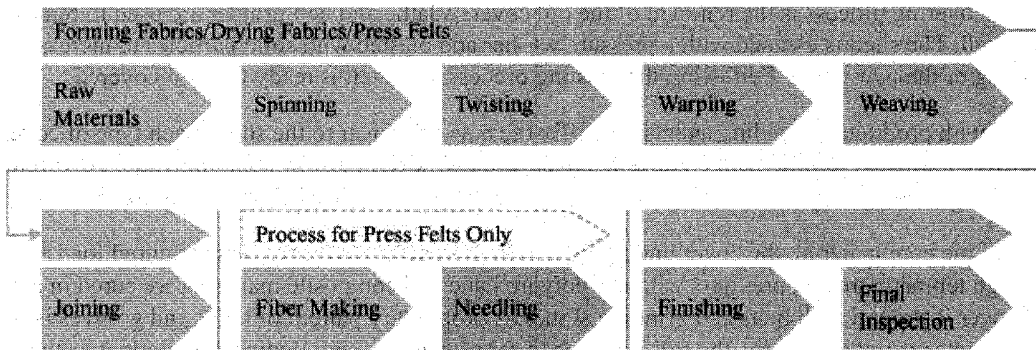 Forming Fabrics/Drying Fabrics/Press Felts
Raw
Materials
Spinning
Twisting
Warping
Weaving
Process for Press Felts Only
Joining
Fiber Making
Needling
Finishing
Final
Inspection